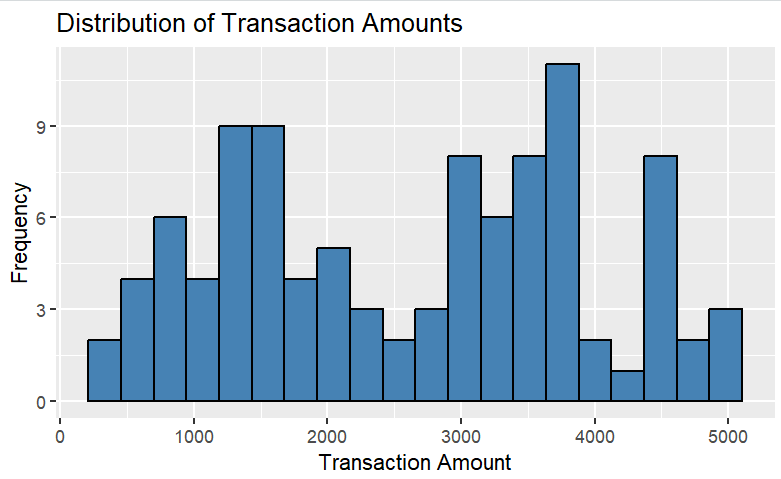 Distribution of Transaction Amounts
Frequency
9
6
3
0
0 1000 2000 3000 4000 5000
Transaction Amount